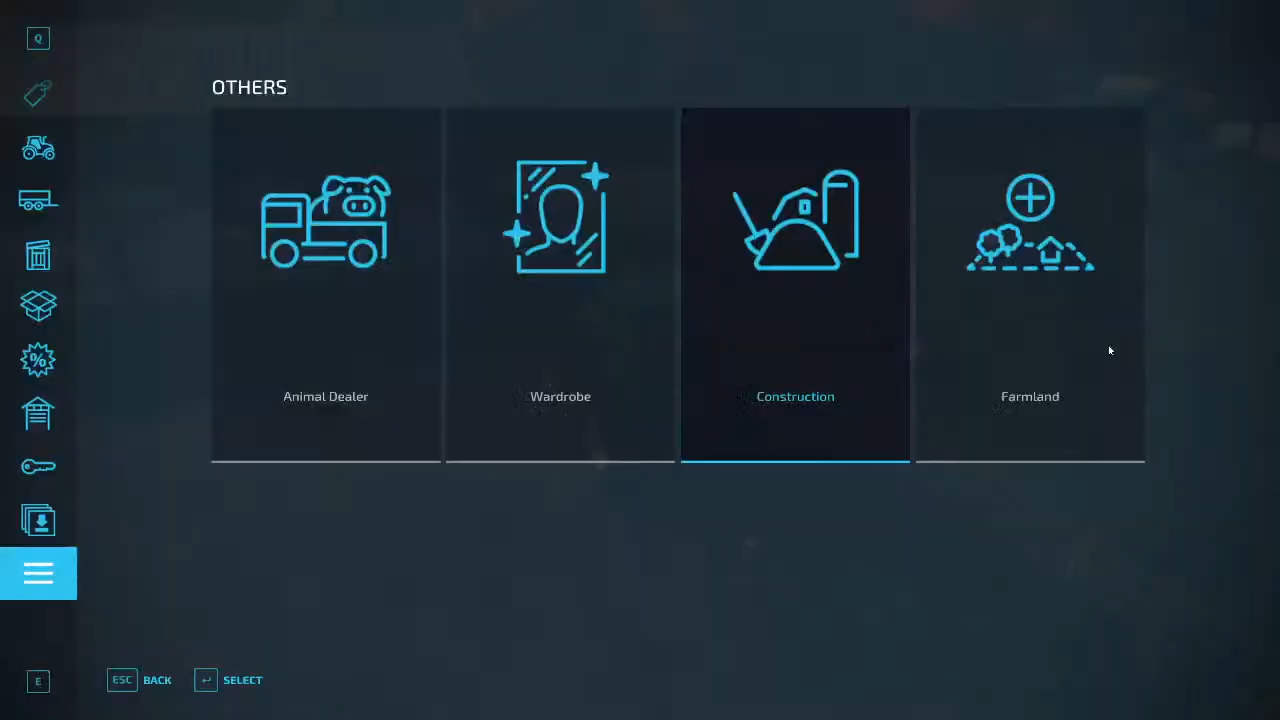 Q
OTHERS
%
Animal Dealer
Wardrobe
Construction
Farmland
E
ESC BACK
SELECT